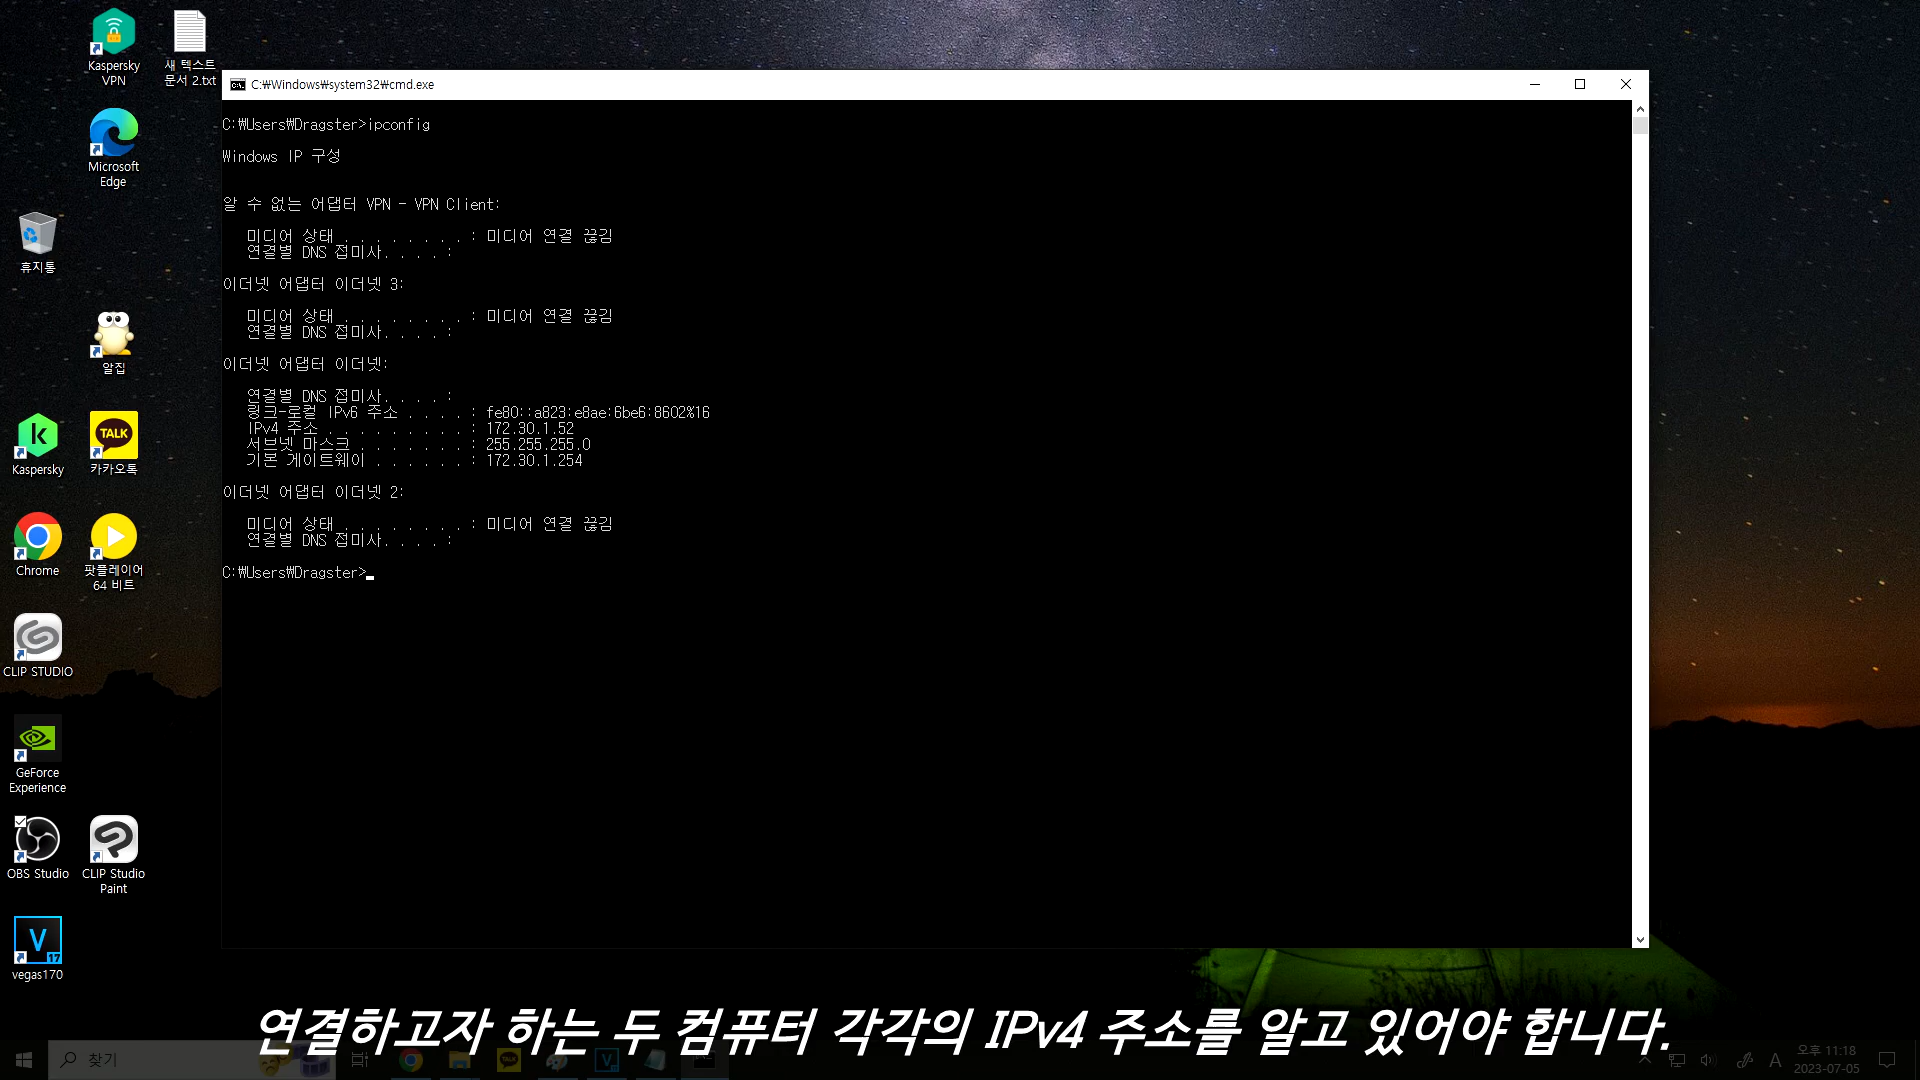 Kaspersky
VPN
새 텍스트
문서 2.txt
Microsoft
Edge
휴지통
알집
Kaspersky
TALK
카카오톡
Chrome
팟플레이어
64 비트
CLIP STUDIO
GeForce
Experience
OBS Studio
CLIP Studio
Paint
V
17
vegas170
C:\Windows\system32\cmd.exe
C:\Users\Dragster>ipconfig
Windows IP 구성
알 수 없는 어댑터 VPN - VPN Client:
미디어 상태 . . . . . . . . : 미디어 연결 끊김
연결별 DNS 접미사. . . . :
이더넷 어댑터 이더넷 3:
미디어 상태 . . . . . . . . : 미디어 연결 끊김
연결별 DNS 접미사. . . . :
이더넷 어댑터 이더넷:
연결별 DNS 접미사. . . . :
링크-로컬 IPv6 주소 . . . . : fe80::a823:e8ae:6be6:8602%16
IPv4 주소 . . . . . . . . . : 172.30.1.52
서브넷 마스크 . . . . . . . : 255.255.255.0
기본 게이트웨이 . . . . . . : 172.30.1.254
이더넷 어댑터 이더넷 2:
미디어 상태 . . . . . . . . : 미디어 연결 끊김
연결별 DNS 접미사. . . . :
C:\Users\Dragster>
연결하고자 하는 두 컴퓨터 각각의 IPv4 주소를 알고 있어야 합니다.
찾기
A
오후 11:18
2023-07-05